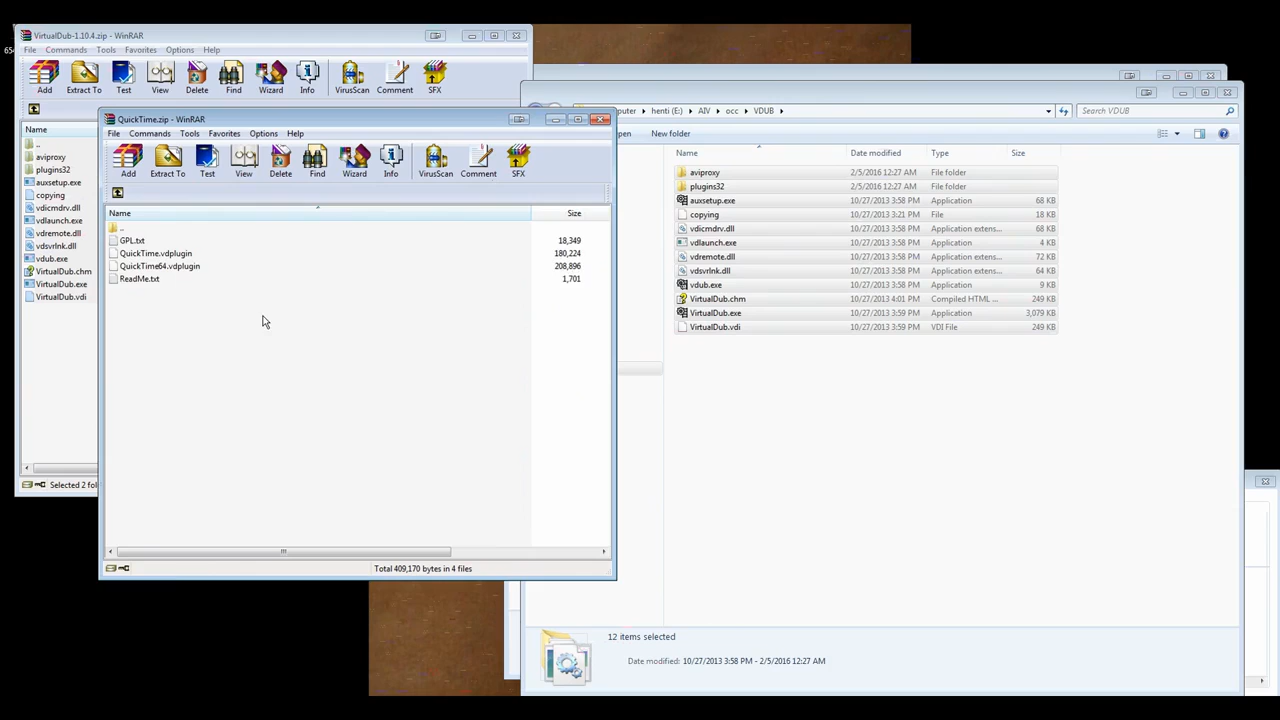 VirtualDub-1.10.4.zip - WinRAR
File Commands Tools Favorites Options Help
Add Extract To Test View Delete Find Wizard Info VirusScan Comment SFX
Name
..
aviproxy
plugins32
auxsetup.exe
copying
vdicmdrv.dll
vdlaunch.exe
vdremote.dll
vdsvrlnk.dll
vdub.exe
VirtualDub.chm
VirtualDub.exe
VirtualDub.vdi
Selected 2 fol
QuickTime.zip - WinRAR
File Commands Tools Favorites Options Help
Add Extract To Test View Delete Find Wizard Info VirusScan Comment SFX
Name Size
..
GPL.txt 18,349
QuickTime.vdplugin 180,224
QuickTime64.vdplugin 208,896
ReadMe.txt 1,701
Total 409,170 bytes in 4 files
puter henti (E:) AIV occ VDUB Search VDUB
pen New folder
Name Date modified Type Size
aviproxy 2/5/2016 12:27 AM File folder
plugins32 2/5/2016 12:27 AM File folder
auxsetup.exe 10/27/2013 3:58 PM Application 68 KB
copying 10/27/2013 3:21 PM File 18 KB
vdicmdrv.dll 10/27/2013 3:58 PM Application extens... 68 KB
vdlaunch.exe 10/27/2013 3:58 PM Application 4 KB
vdremote.dll 10/27/2013 3:58 PM Application extens... 72 KB
vdsvrlnk.dll 10/27/2013 3:58 PM Application extens... 56 KB
vdub.exe 10/27/2013 3:58 PM Application 9 KB
VirtualDub.chm 10/27/2013 4:01 PM Compiled HTML ... 249 KB
VirtualDub.exe 10/27/2013 3:59 PM Application 3,079 KB
VirtualDub.vdi 10/27/2013 3:59 PM VDI File 249 KB
12 items selected
Date modified: 10/27/2013 3:58 PM - 2/5/2016 12:27 AM